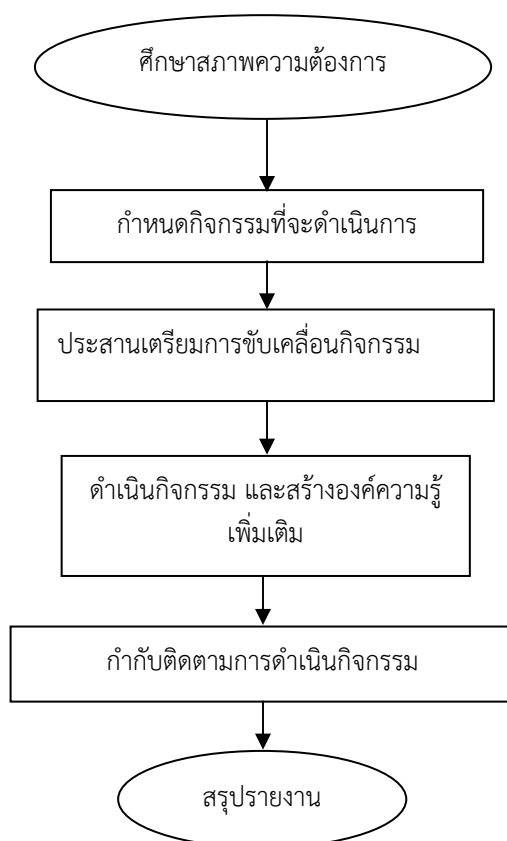 ศึกษาสภาพความต้องการ
กำหนดกิจกรรมที่จะดำเนินการ
ประสานเตรียมการขับเคลื่อนกิจกรรม
ดำเนินกิจกรรม และสร้างองค์ความรู้
เพิ่มเติม
กำกับติดตามการดำเนินกิจกรรม
สรุปรายงาน